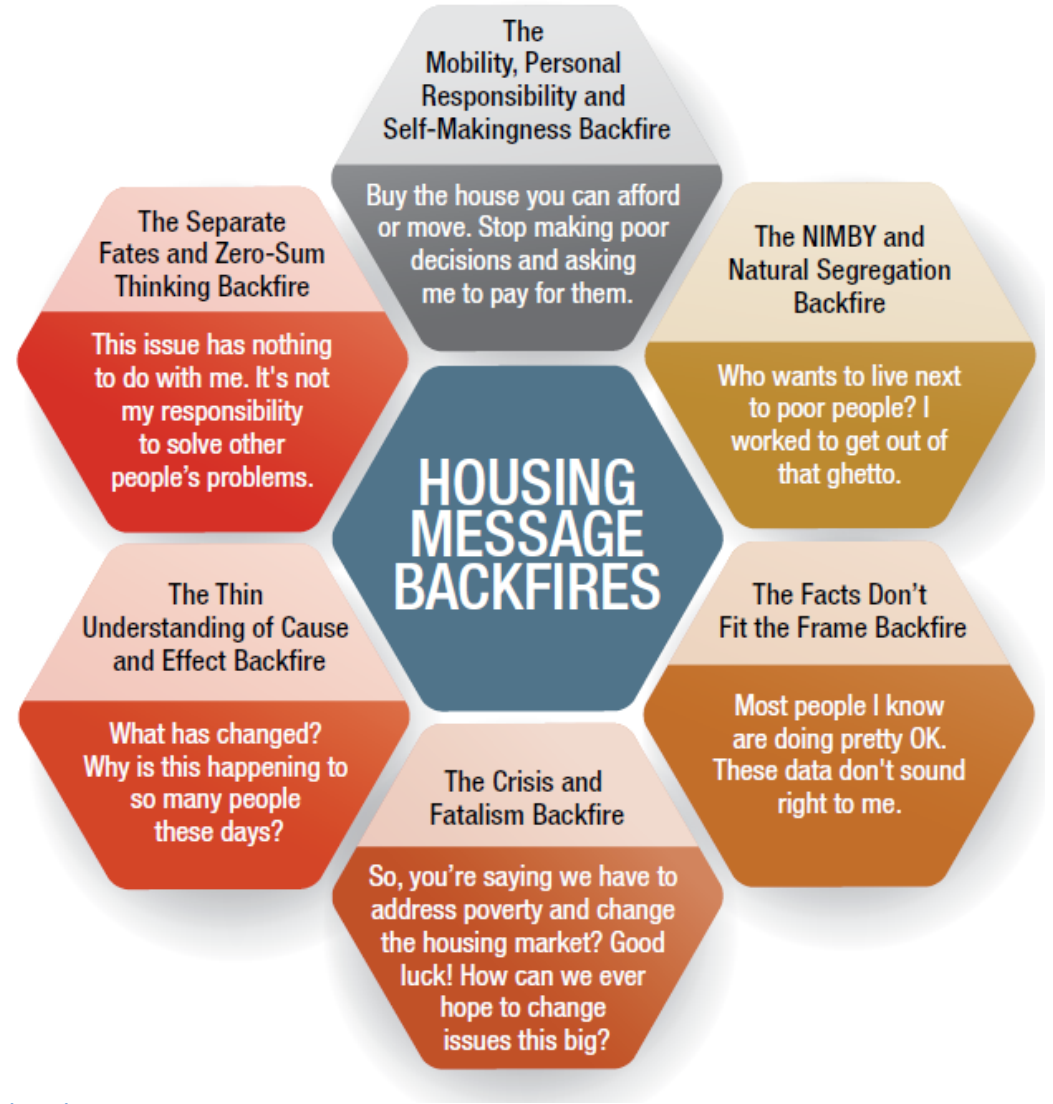 The
Mobility, Personal
Responsibility and
Self-Makingness Backfire
Buy the house you can afford
or move. Stop making poor
decisions and asking
me to pay for them.
The NIMBY and
Natural Segregation
Backfire
Who wants to live next
to poor people? I
worked to get out of
that ghetto.
The Facts Don’t
Fit the Frame Backfire
Most people I know
are doing pretty OK.
These data don't sound
right to me.
The Crisis and
Fatalism Backfire
So, you’re saying we have to
address poverty and change
the housing market? Good
luck! How can we ever
hope to change
issues this big?
The Thin
Understanding of Cause
and Effect Backfire
What has changed?
Why is this happening to
so many people
these days?
The Separate
Fates and Zero-Sum
Thinking Backfire
This issue has nothing
to do with me. It's not
my responsibility
to solve other
people’s problems.
HOUSING
MESSAGE
BACKFIRES